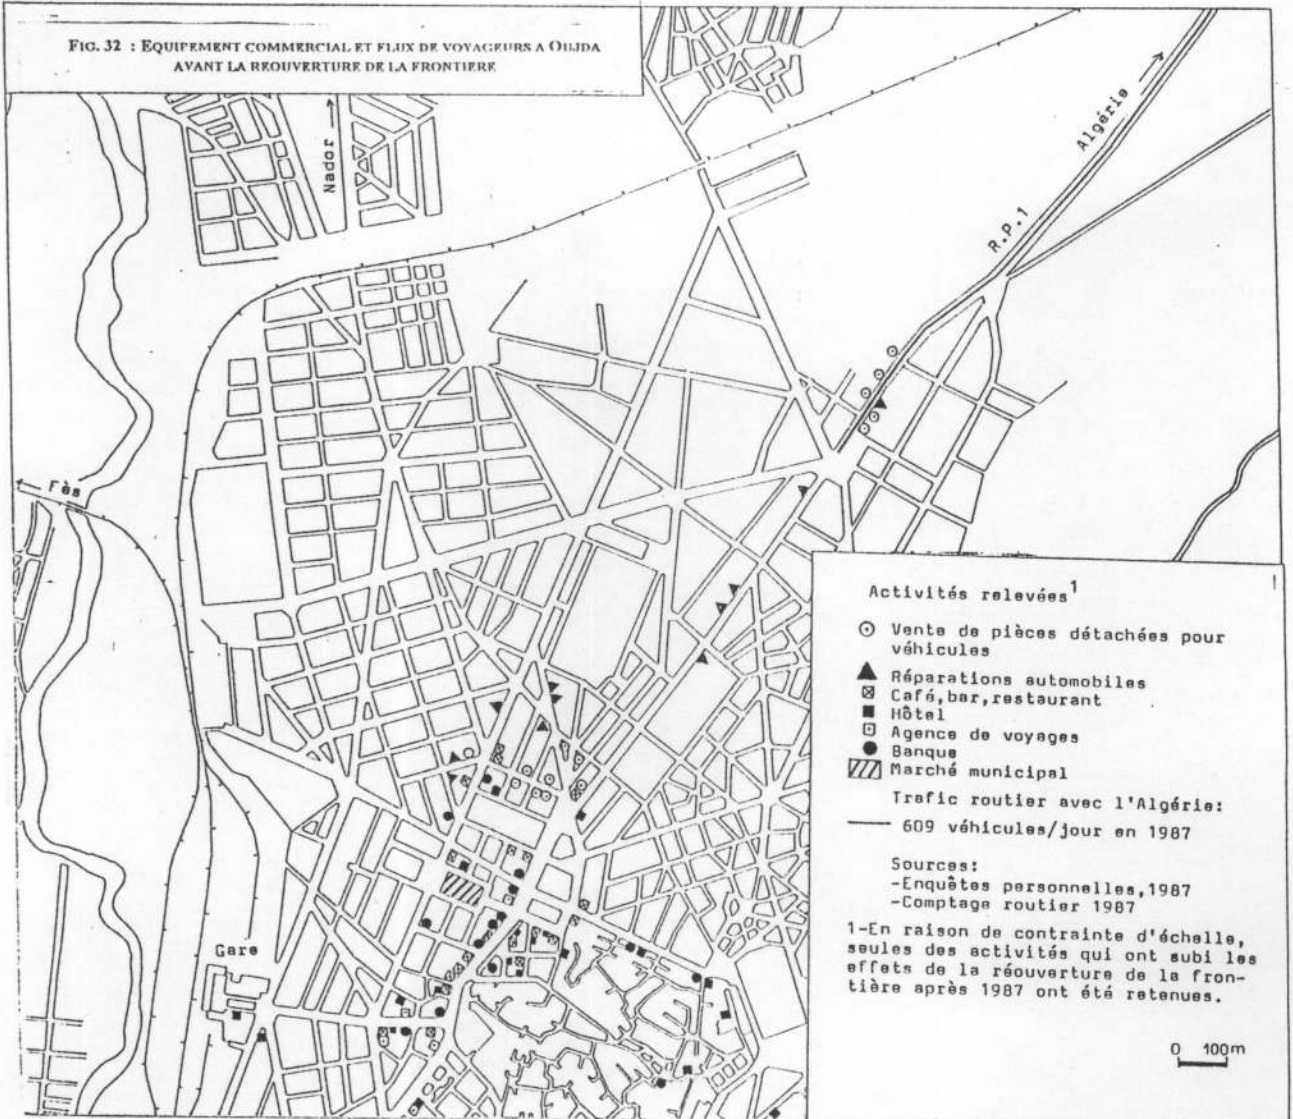 FIG. 32 : EQUIPEMENT COMMERCIAL ET FLUX DE VOYAGEURS A OUJDA
AVANT LA REOUVERTURE DE LA FRONTIERE
Nador
Algérie
R.P.1
Fès
Gare
Activités relevées1
Vente de pièces détachées pour
véhicules
Réparations automobiles
Café,bar,restaurant
Hôtel
Agence de voyages
Banque
Marché municipal
Trafic routier avec l'Algérie:
609 véhicules/jour en 1987
Sources:
-Enquêtes personnelles,1987
-Comptage routier 1987
1-En raison de contrainte d'échelle,
seules des activités qui ont subi les
effets de la réouverture de la fron-
tière après 1987 ont été retenues.
0 100m